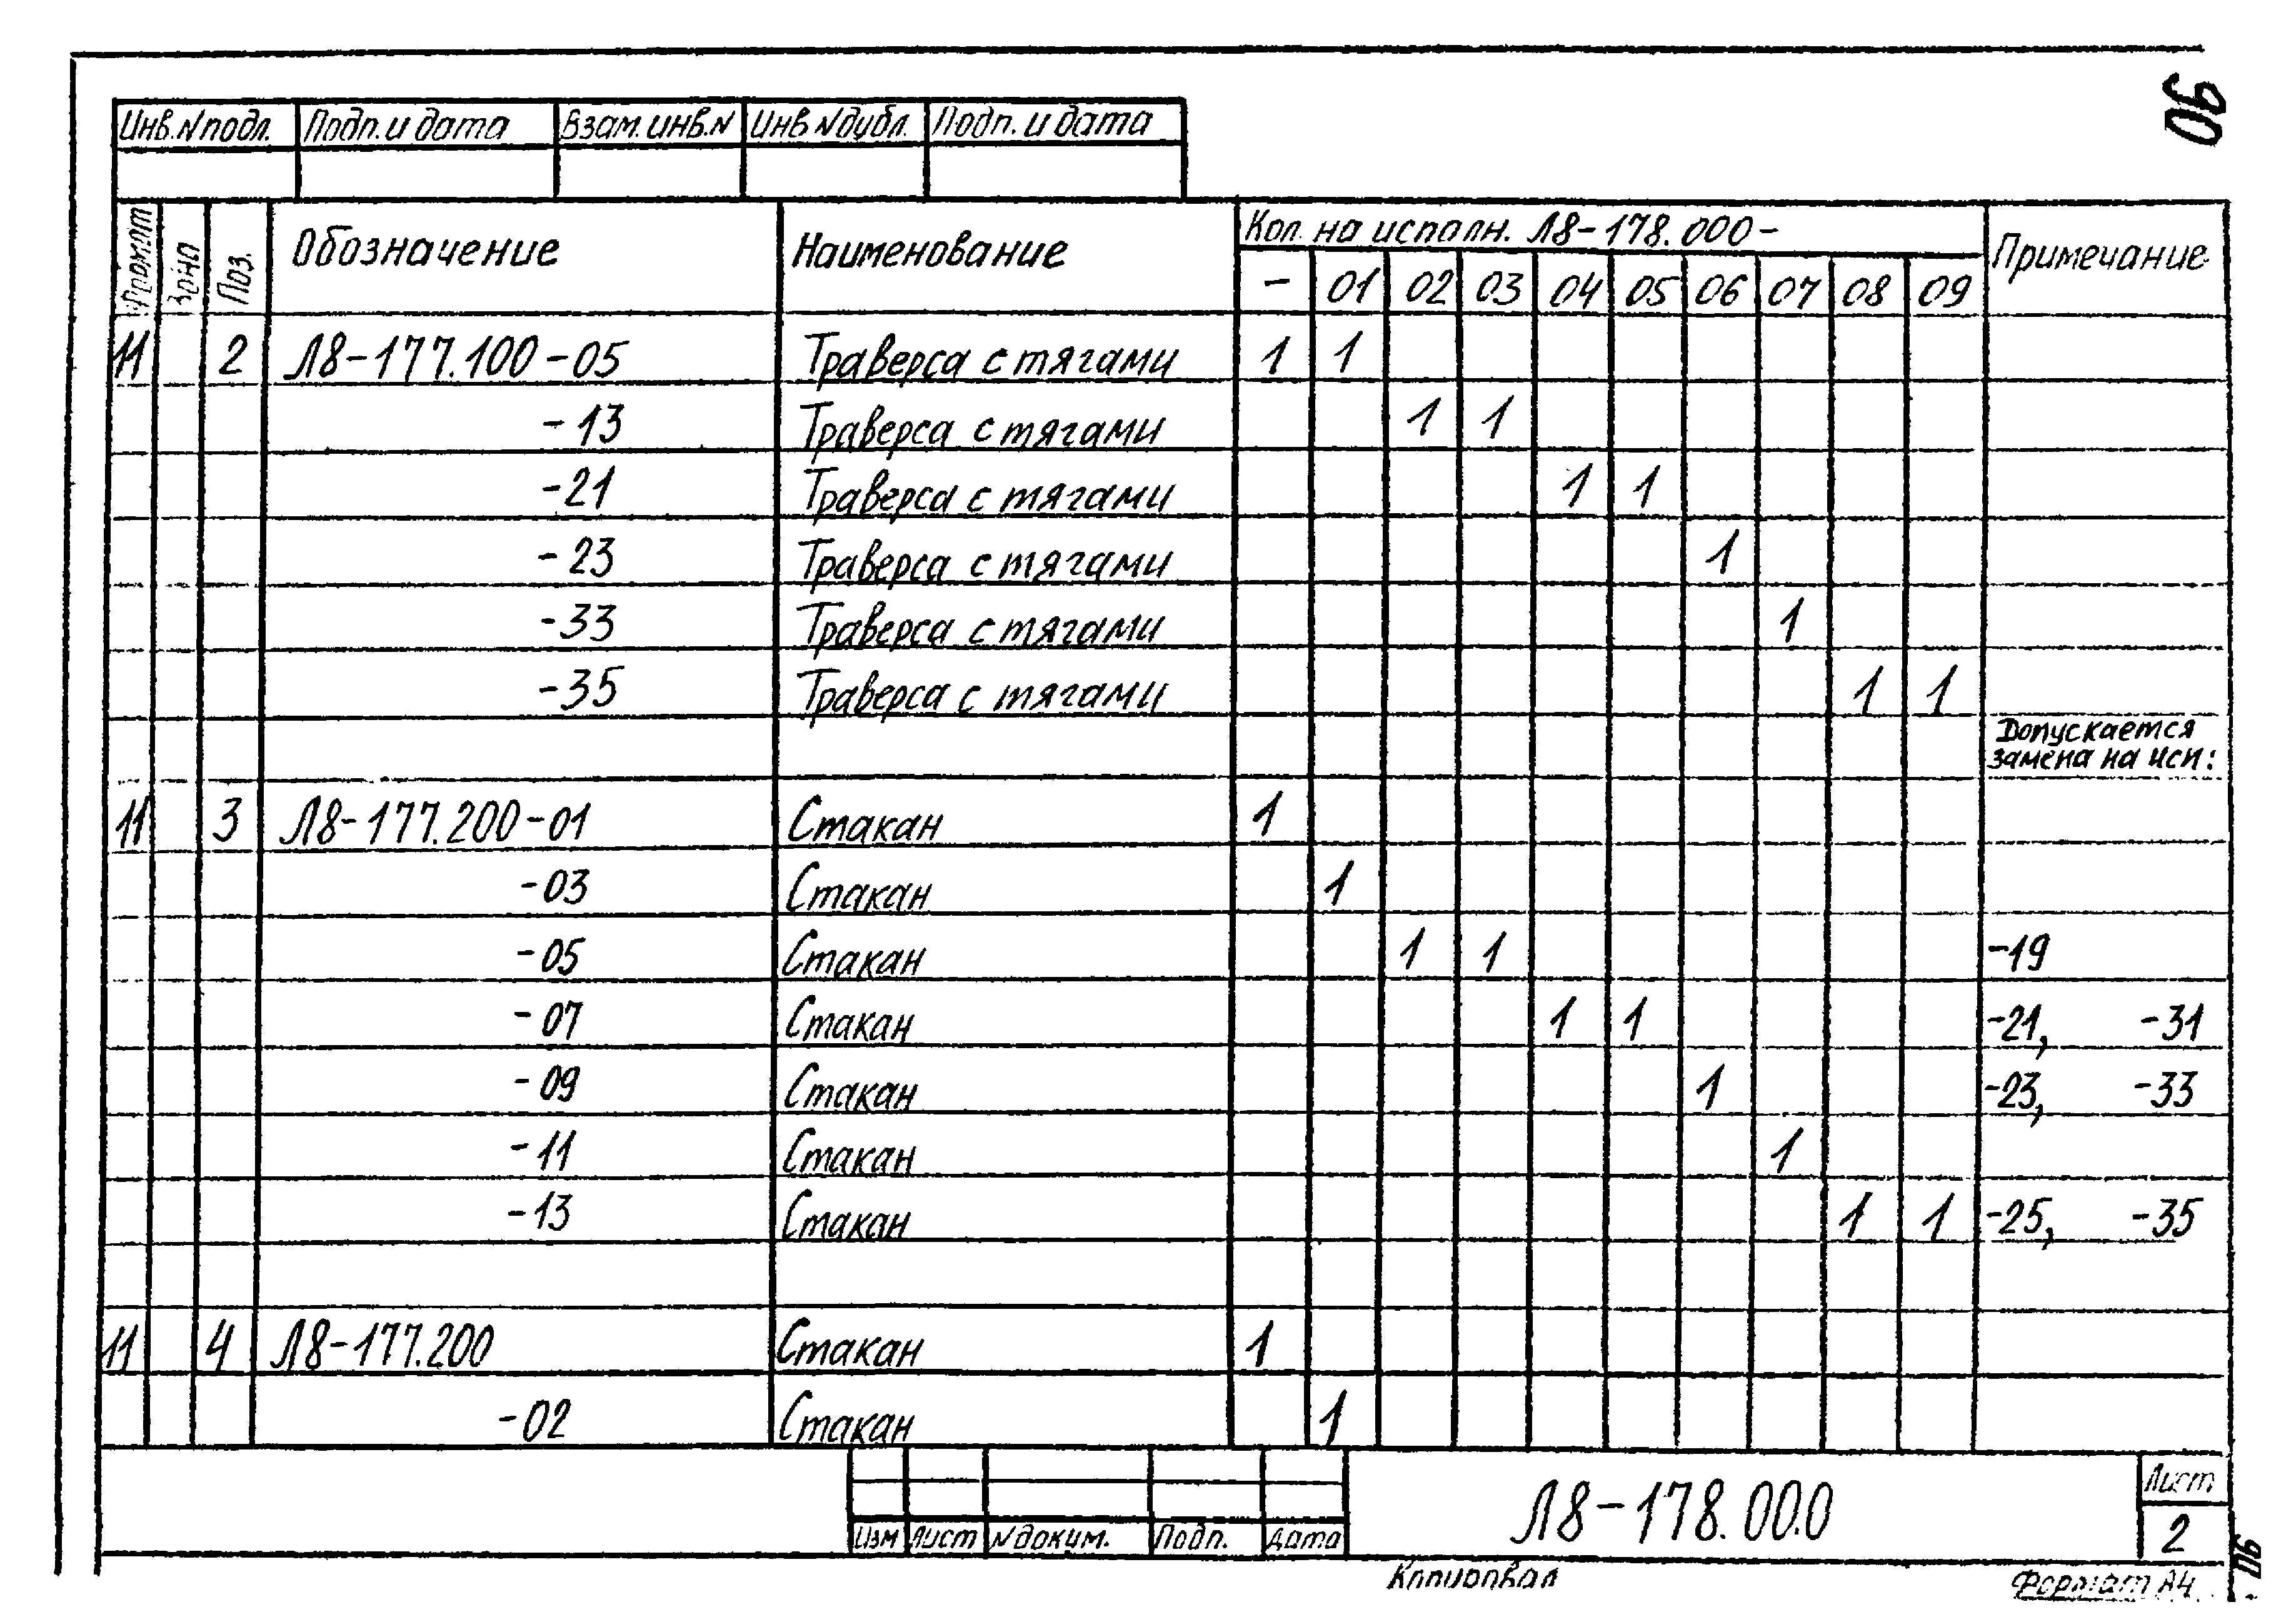 90
Инв.N подл. Подп. и дата Взам. инв. N Инв N дубл. Подп. и дата
Формат Зона Поз. Обозначение Наименование Кол. на исполн. Л8-178.000- Примечание
- 01 02 03 04 05 06 07 08 09
11 2 Л8-177.100-05 Траверса с тягами 1 1
-13 Траверса с тягами 1 1
-21 Траверса с тягами 1 1
-23 Траверса с тягами 1
-33 Траверса с тягами 1
-35 Траверса с тягами 1 1
Допускается
замена на исп:
11 3 Л8-177.200-01 Стакан 1
-03 Стакан 1
-05 Стакан 1 1 -19
-07 Стакан 1 1 -21, -31
-09 Стакан 1 -23, -33
-11 Стакан 1
-13 Стакан 1 1 -25, -35
11 4 Л8-177.200 Стакан 1
-02 Стакан 1
Изм Лист N доким. Подп. Дата
Л8-178.000
Лист
2
Копировал
Формат А4
90